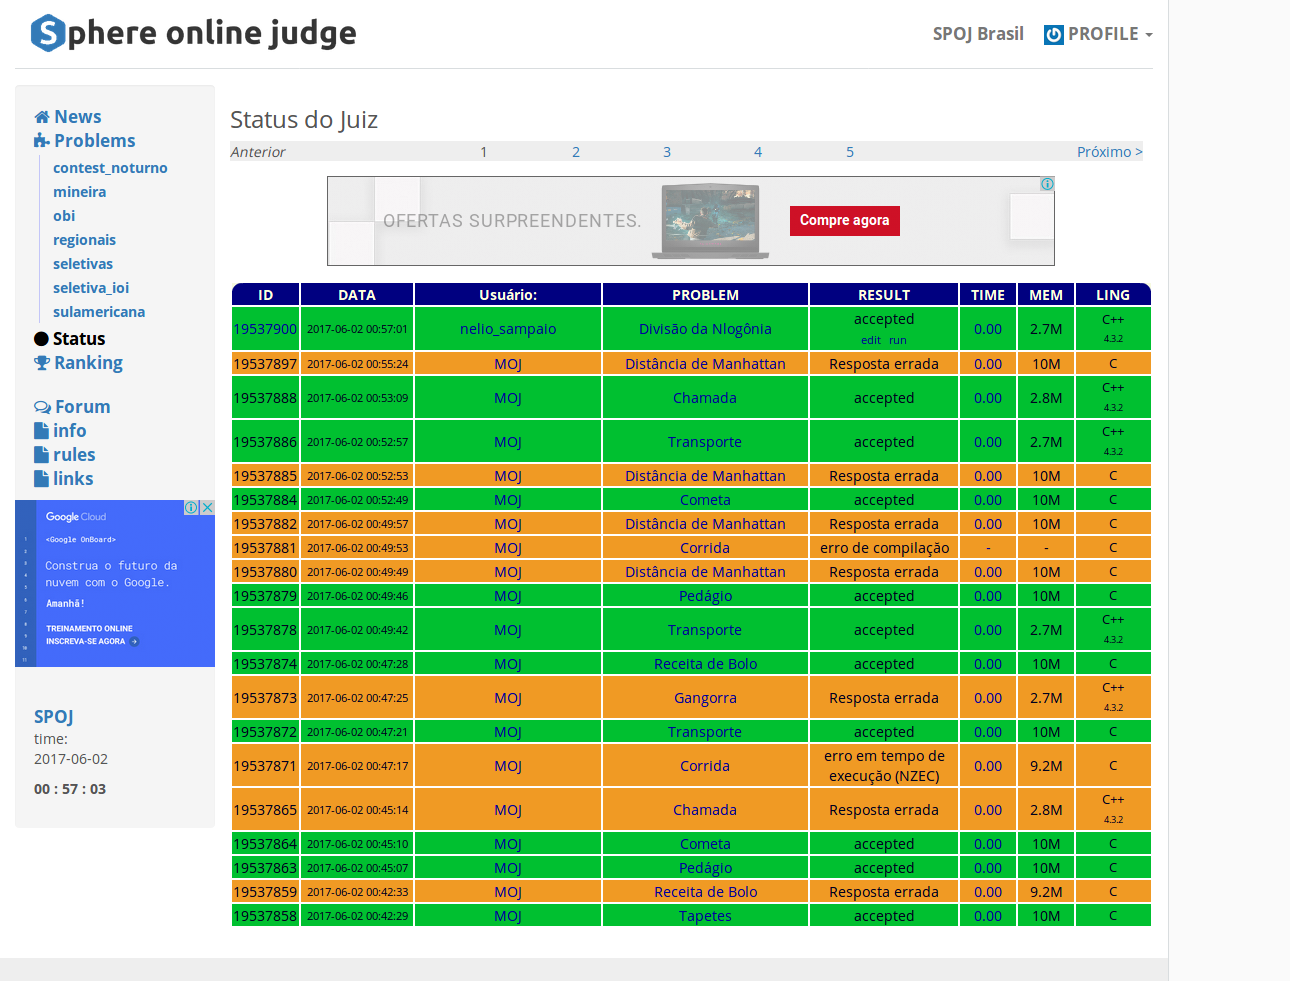 Sphere online judge
SPOJ Brasil PROFILE
News
Problems
contest_noturno
mineira
obi
regionais
seletivas
seletiva_ioi
sulamericana
Status
Ranking
Forum
info
rules
links
Google Cloud
<Google OnBoard>
Construa o futuro da
nuvem com o Google.
Amanhã!
TREINAMENTO ONLINE
INSCREVA-SE AGORA
1
2
3
4
5
6
7
8
9
10
11
SPOJ
time:
2017-06-02
00 : 57 : 03
Status do Juiz
Anterior 1 2 3 4 5 Próximo >
OFERTAS SURPREENDENTES. Compre agora
ID DATA Usuário: PROBLEM RESULT TIME MEM LING
19537900 2017-06-02 00:57:01 nelio_sampaio Divisão da Nlogônia accepted edit run 0.00 2.7M C++ 4.3.2
19537897 2017-06-02 00:55:24 MOJ Distância de Manhattan Resposta errada 0.00 10M C
19537888 2017-06-02 00:53:09 MOJ Chamada accepted 0.00 2.8M C++ 4.3.2
19537886 2017-06-02 00:52:57 MOJ Transporte accepted 0.00 2.7M C++ 4.3.2
19537885 2017-06-02 00:52:53 MOJ Distância de Manhattan Resposta errada 0.00 10M C
19537884 2017-06-02 00:52:49 MOJ Cometa accepted 0.00 10M C
19537882 2017-06-02 00:49:57 MOJ Distância de Manhattan Resposta errada 0.00 10M C
19537881 2017-06-02 00:49:53 MOJ Corrida erro de compilação - - C
19537880 2017-06-02 00:49:49 MOJ Distância de Manhattan Resposta errada 0.00 10M C
19537879 2017-06-02 00:49:46 MOJ Pedágio accepted 0.00 10M C
19537878 2017-06-02 00:49:42 MOJ Transporte accepted 0.00 2.7M C++ 4.3.2
19537874 2017-06-02 00:47:28 MOJ Receita de Bolo accepted 0.00 10M C
19537873 2017-06-02 00:47:25 MOJ Gangorra Resposta errada 0.00 2.7M C++ 4.3.2
19537872 2017-06-02 00:47:21 MOJ Transporte accepted 0.00 10M C
19537871 2017-06-02 00:47:17 MOJ Corrida erro em tempo de execução (NZEC) 0.00 9.2M C
19537865 2017-06-02 00:45:14 MOJ Chamada Resposta errada 0.00 2.8M C++ 4.3.2
19537864 2017-06-02 00:45:10 MOJ Cometa accepted 0.00 10M C
19537863 2017-06-02 00:45:07 MOJ Pedágio accepted 0.00 10M C
19537859 2017-06-02 00:42:33 MOJ Receita de Bolo Resposta errada 0.00 9.2M C
19537858 2017-06-02 00:42:29 MOJ Tapetes accepted 0.00 10M C